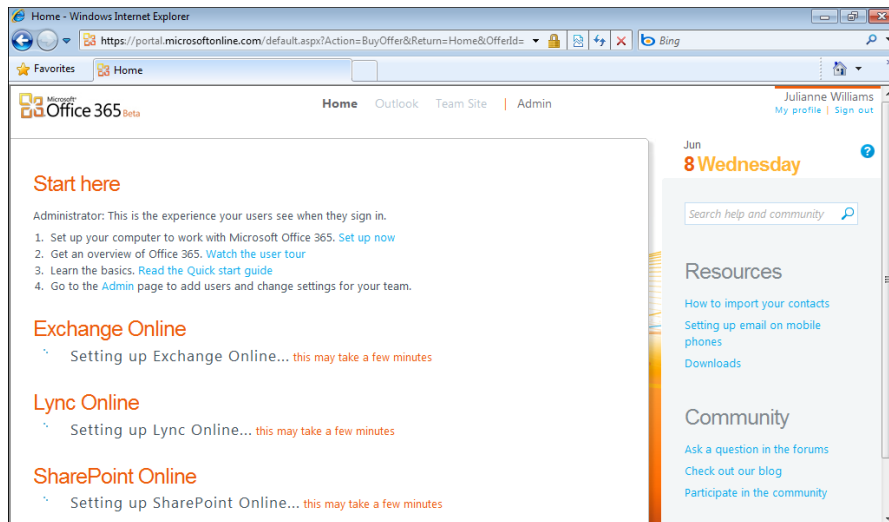 Home - Windows Internet Explorer
https://portal.microsoftonline.com/default.aspx?Action=BuyOffer&Return=Home&OfferId=
Bing
Favorites
Home
Microsoft®
Office 365 Beta
Home Outlook Team Site | Admin
Julianne Williams
My profile | Sign out
Start here
Administrator: This is the experience your users see when they sign in.
1. Set up your computer to work with Microsoft Office 365. Set up now
2. Get an overview of Office 365. Watch the user tour
3. Learn the basics. Read the Quick start guide
4. Go to the Admin page to add users and change settings for your team.
Exchange Online
Setting up Exchange Online... this may take a few minutes
Lync Online
Setting up Lync Online... this may take a few minutes
SharePoint Online
Setting up SharePoint Online... this may take a few minutes
Jun
8 Wednesday
?
Search help and community
Resources
How to import your contacts
Setting up email on mobile
phones
Downloads
Community
Ask a question in the forums
Check out our blog
Participate in the community